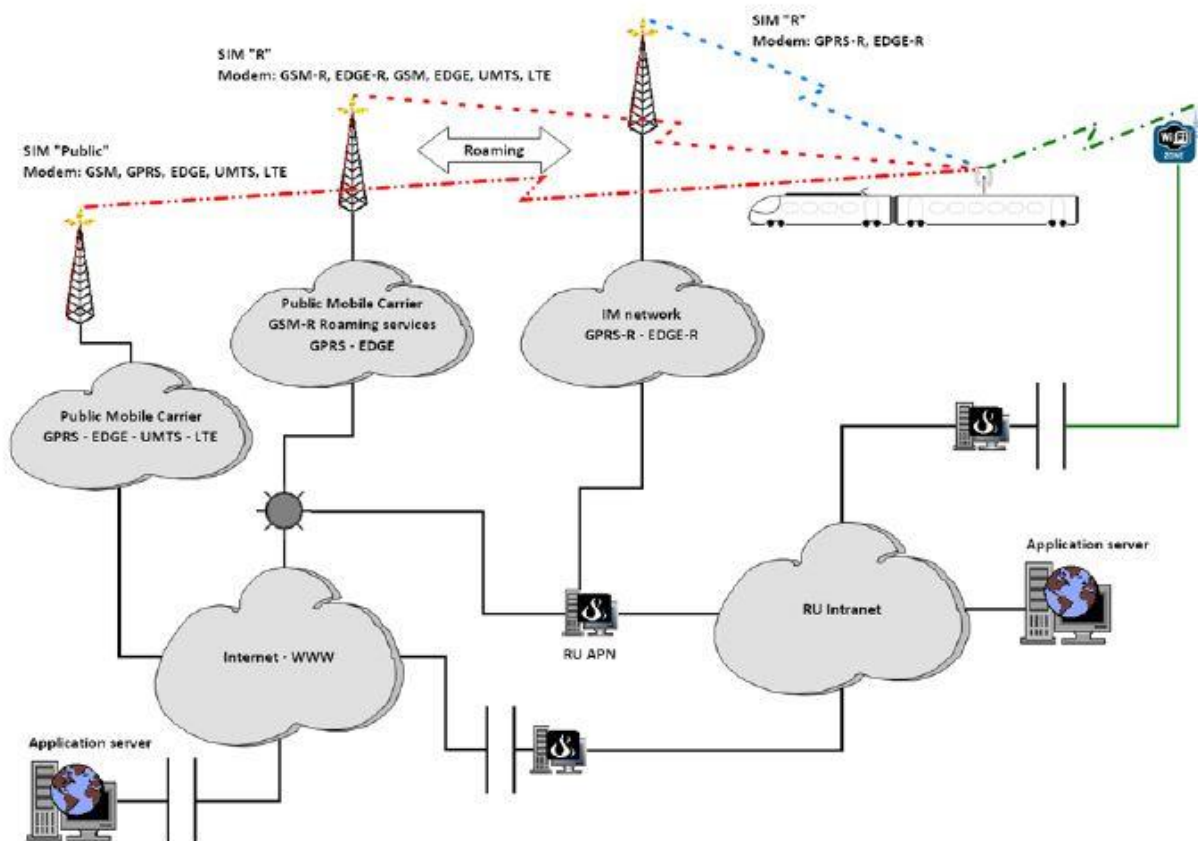 SIM "R"
Modem: GPRS-R, EDGE-R
SIM "R"
Modem: GSM-R, EDGE-R, GSM, EDGE, UMTS, LTE
SIM "Public"
Modem: GSM, GPRS, EDGE, UMTS, LTE
Roaming
Wi Fi
ZONE
Public Mobile Carrier
GSM-R Roaming services
GPRS - EDGE
IM network
GPRS-R - EDGE-R
Public Mobile Carrier
GPRS - EDGE - UMTS - LTE
Application server
RU Intranet
Internet - WWW
RU APN
Application server